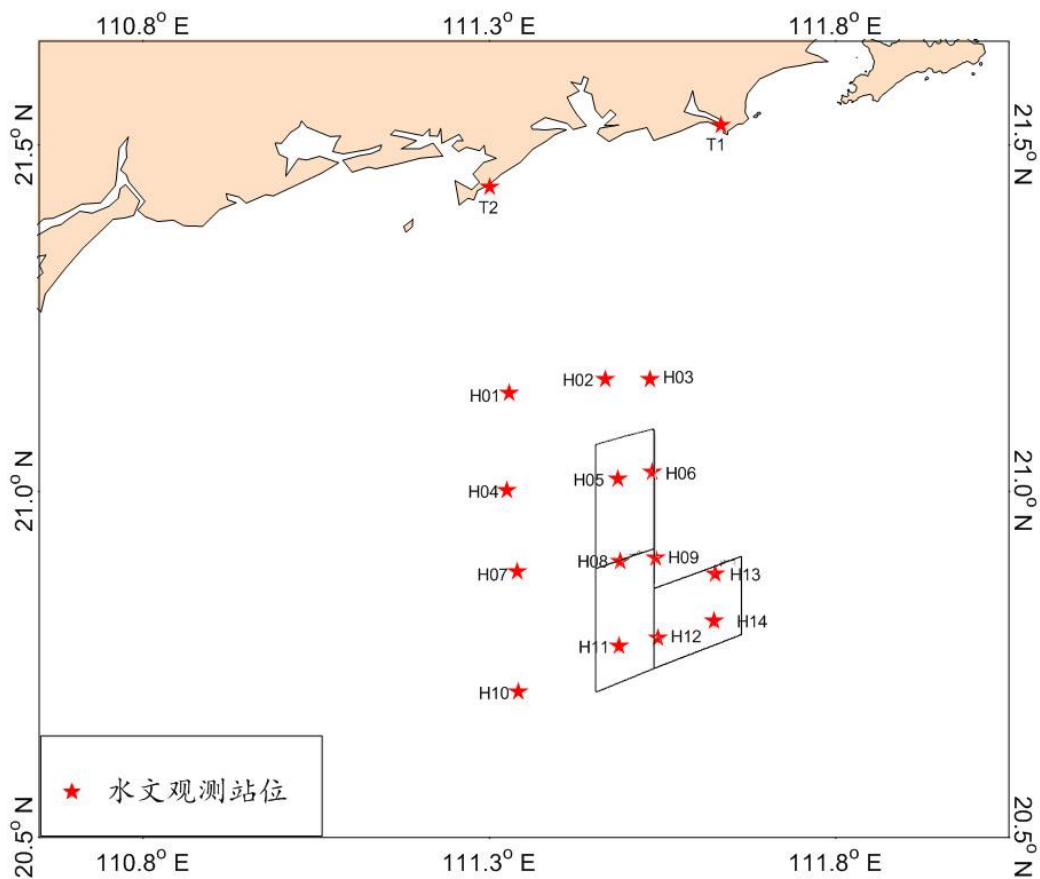 110.8° E 111.3° E 111.8° E
21.5° N 21.5° N
T1
T2
H02 H03
H01
H05 H06
21.0° N H04 21.0° N
H08 H09
H07 H13
H14
H11 H12
H10
水文观测站位
20.5° N 20.5° N
110.8° E 111.3° E 111.8° E